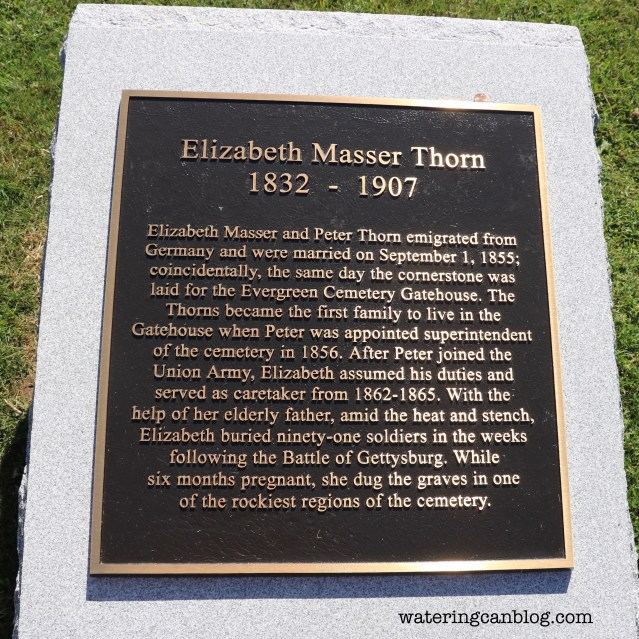 Elizabeth Masser Thorn
1832 - 1907
Elizabeth Masser and Peter Thorn emigrated from
Germany and were married on September 1, 1855;
coincidentally, the same day the cornerstone was
laid for the Evergreen Cemetery Gatehouse. The
Thorns became the first family to live in the
Gatehouse when Peter was appointed superintendent
of the cemetery in 1856. After Peter joined the
Union Army, Elizabeth assumed his duties and
served as caretaker from 1862-1865. With the
help of her elderly father, amid the heat and stench,
Elizabeth buried ninety-one soldiers in the weeks
following the Battle of Gettysburg. While
six months pregnant, she dug the graves in one
of the rockiest regions of the cemetery.
wateringcanblog.com